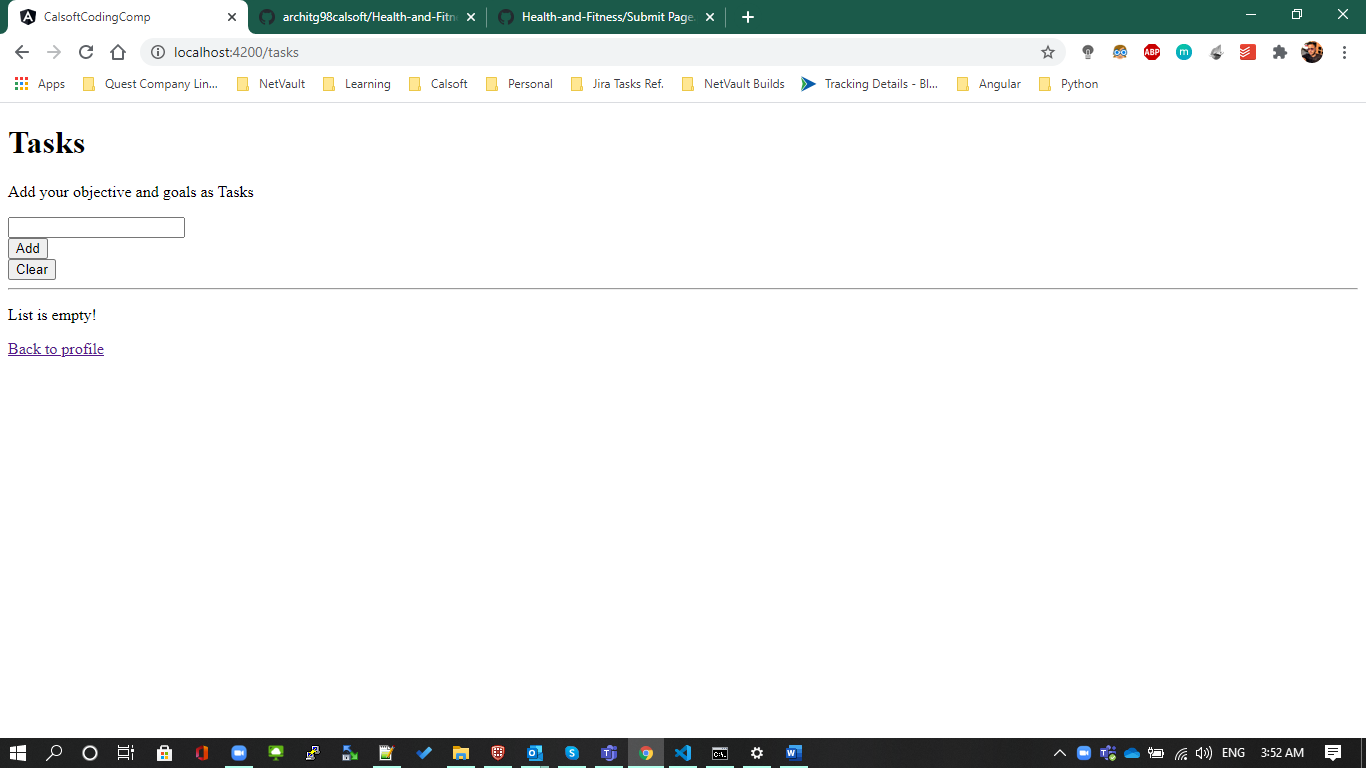 CalsoftCodingComp
architg98calsoft/Health-and-Fitn
Health-and-Fitness/Submit Page.
localhost:4200/tasks
ABP
m
Apps
Quest Company Lin...
NetVault
Learning
Calsoft
Personal
Jira Tasks Ref.
NetVault Builds
Tracking Details - Bl...
Angular
Python
Tasks
Add your objective and goals as Tasks
Add
Clear
List is empty!
Back to profile
ENG
3:52 AM